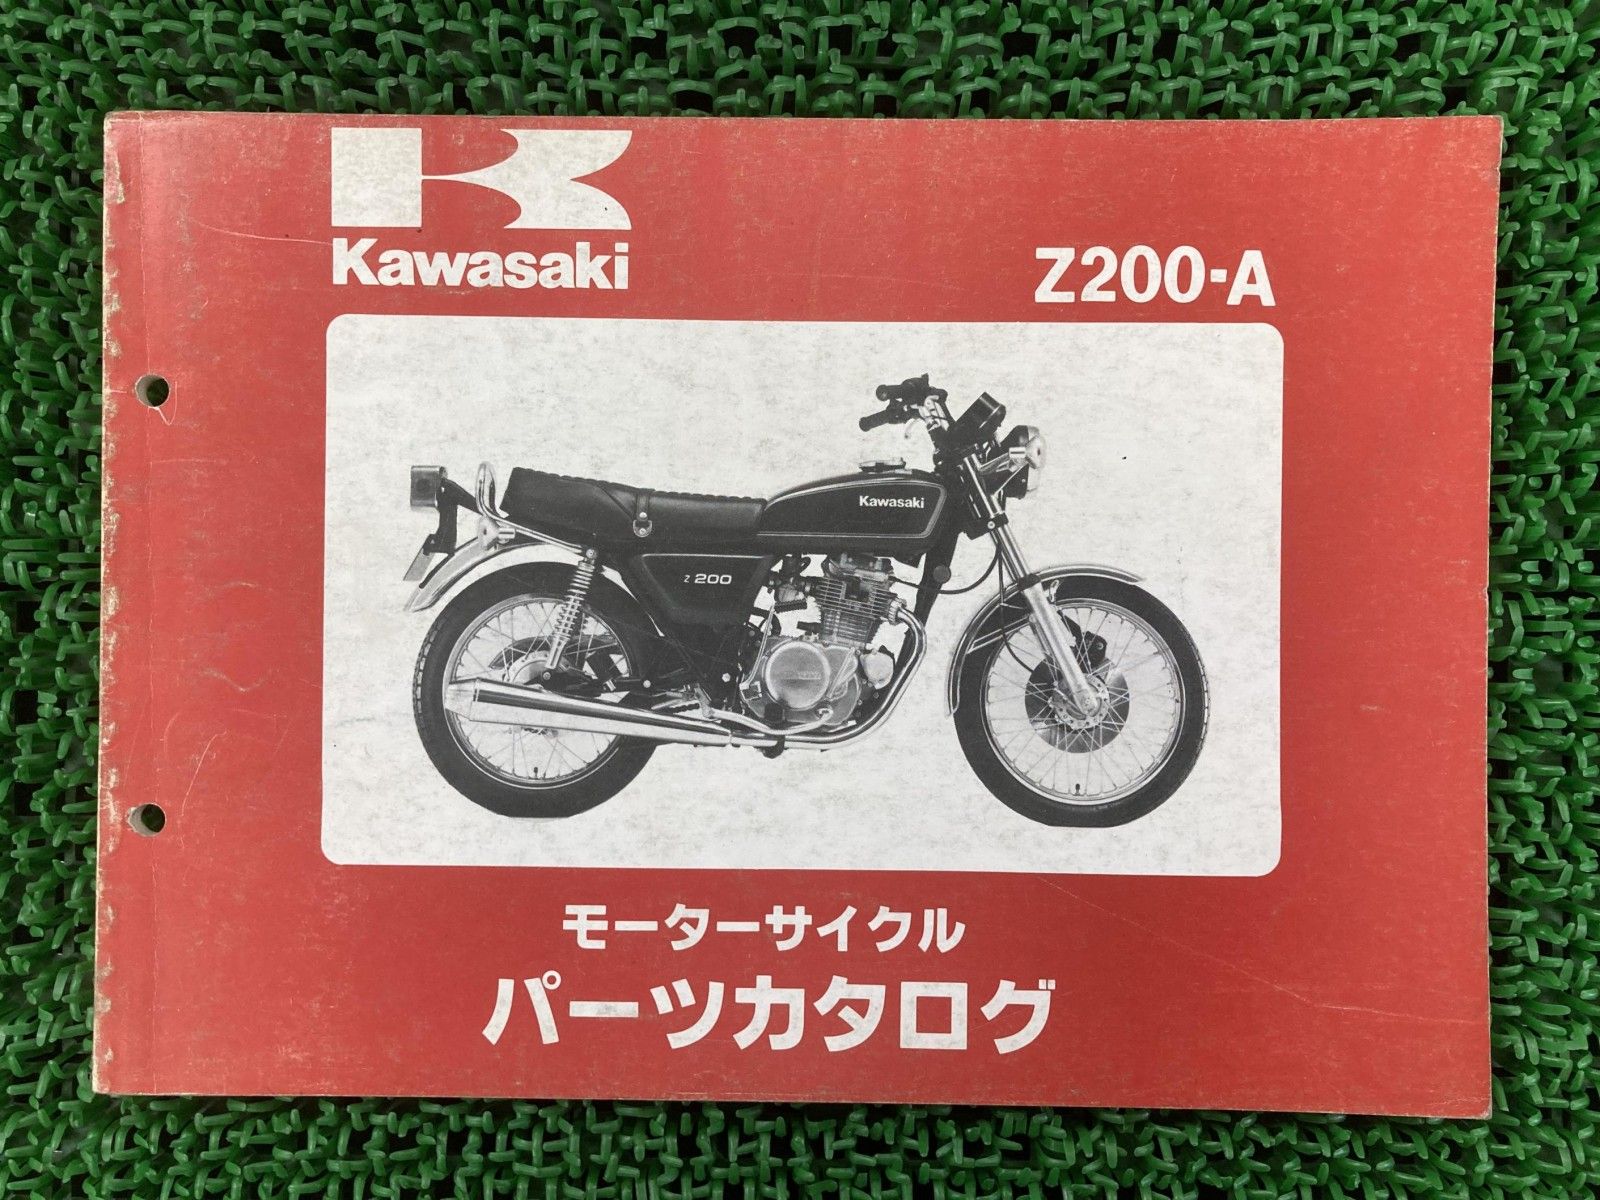 Kawasaki
Z200-A
Kawasaki
Z 200
モーターサイクル
パーツカタログ